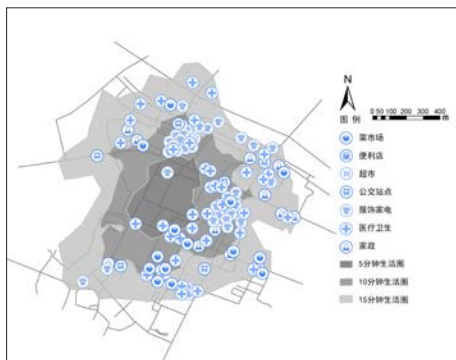 N
0 50 100 200 300 400
m
图 例
菜市场
便利店
超市
公交站点
服饰家电
医疗卫生
家政
5分钟生活圈
10分钟生活圈
15分钟生活圈